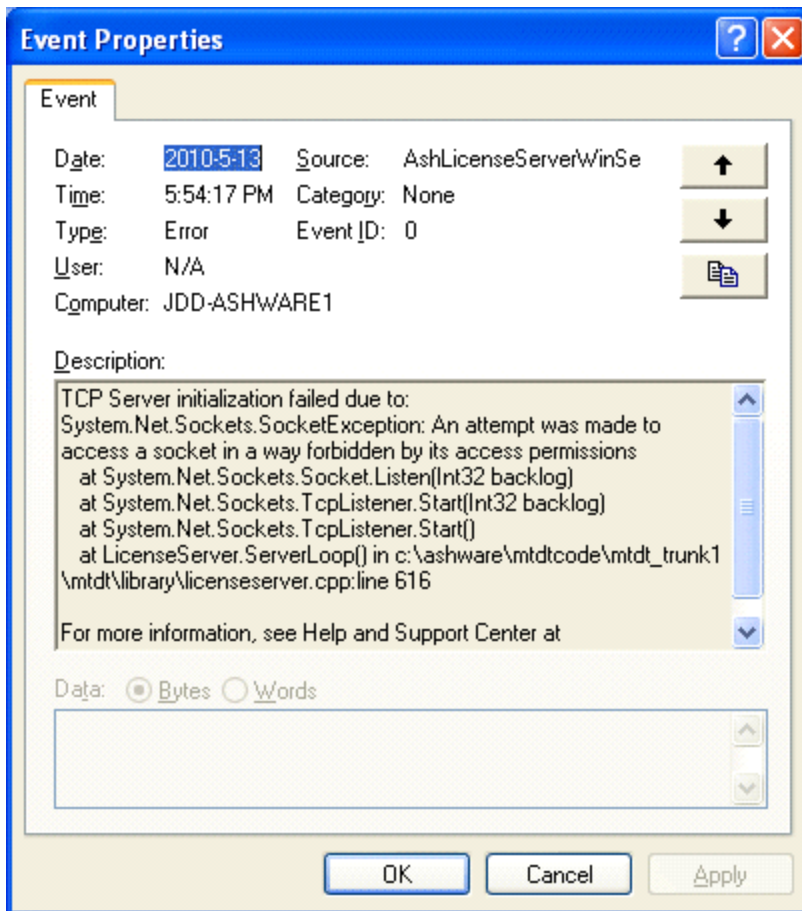 Event Properties
Event
Date: 2010-5-13 Source: AshLicenseServerWinSe
Time: 5:54:17 PM Category: None
Type: Error Event ID: 0
User: N/A
Computer: JDD-ASHWARE1
Description:
TCP Server initialization failed due to:
System.Net.Sockets.SocketException: An attempt was made to
access a socket in a way forbidden by its access permissions
at System.Net.Sockets.Socket.Listen(Int32 backlog)
at System.Net.Sockets.TcpListener.Start(Int32 backlog)
at System.Net.Sockets.TcpListener.Start()
at LicenseServer.ServerLoop() in c:\ashware\mtdtcode\mtdt_trunk1
\mtdt\library\licenseserver.cpp:line 616
For more information, see Help and Support Center at
Data: Bytes Words
OK Cancel Apply